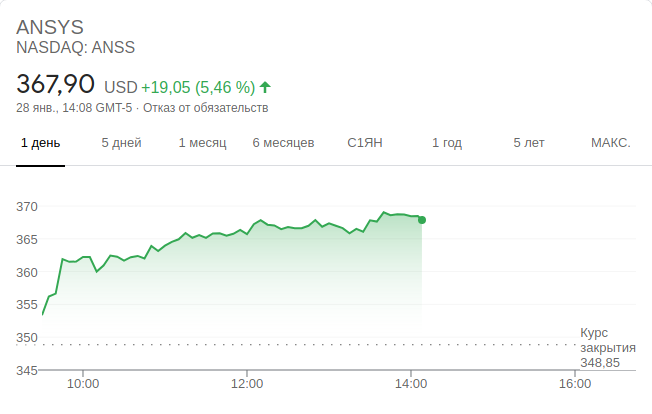 ANSYS
NASDAQ: ANSS
367,90 USD +19,05 (5,46 %)
28 янв., 14:08 GMT-5 · Отказ от обязательств
1 день 5 дней 1 месяц 6 месяцев С1ЯН 1 год 5 лет МАКС.
370
365
360
355
350
Курс
закрытия
348,85
345
10:00 12:00 14:00 16:00